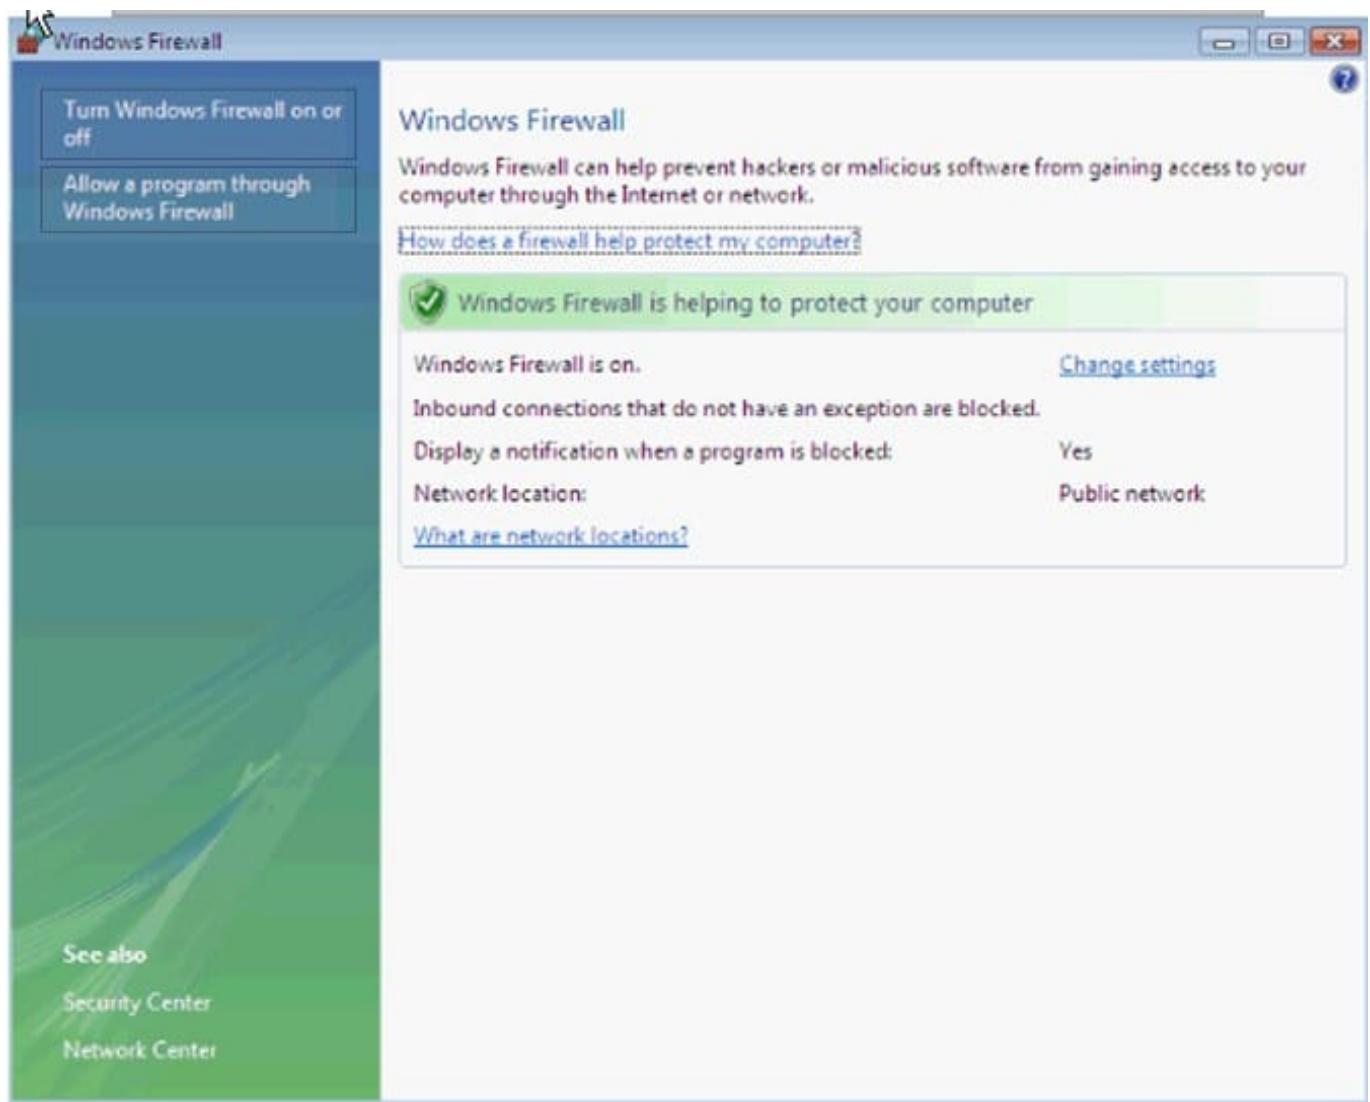 Windows Firewall
Turn Windows Firewall on or
off
Allow a program through
Windows Firewall
Windows Firewall
Windows Firewall can help prevent hackers or malicious software from gaining access to your
computer through the Internet or network.
How does a firewall help protect my computer?
Windows Firewall is helping to protect your computer
Windows Firewall is on. Change settings
Inbound connections that do not have an exception are blocked.
Display a notification when a program is blocked: Yes
Network location: Public network
What are network locations?
See also
Security Center
Network Center